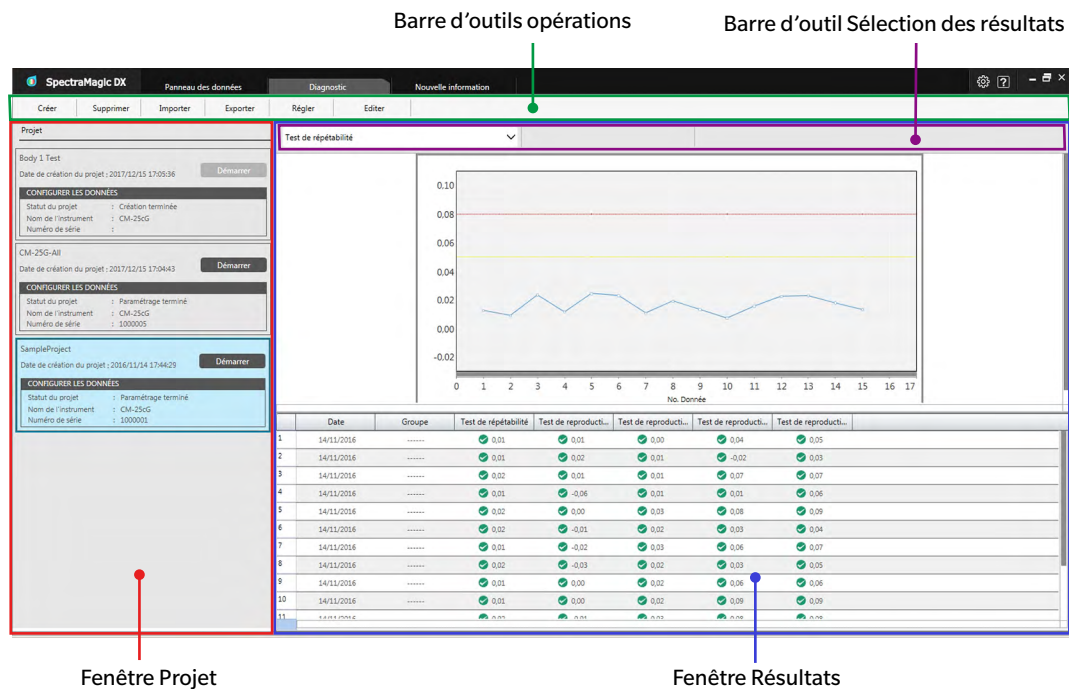 Barre d'outils opérations
Barre d'outil Sélection des résultats
SpectraMagic DX
Panneau des données
Diagnostic
Nouvelle information
Créer
Supprimer
Importer
Exporter
Régler
Editer
Projet
Body 1 Test
Date de création du projet : 2017/12/15 17:05:36
Démarrer
CONFIGURER LES DONNÉES
Statut du projet : Création terminée
Nom de l'instrument : CM-25cG
Numéro de série :
CM-25G-All
Date de création du projet : 2017/12/15 17:04:43
Démarrer
CONFIGURER LES DONNÉES
Statut du projet : Paramétrage terminé
Nom de l'instrument : CM-25cG
Numéro de série : 1000005
SampleProject
Date de création du projet : 2016/11/14 17:44:29
Démarrer
CONFIGURER LES DONNÉES
Statut du projet : Paramétrage terminé
Nom de l'instrument : CM-25cG
Numéro de série : 1000001
Test de répétabilité
0.10
0.08
0.06
0.04
0.02
0.00
-0.02
0 1 2 3 4 5 6 7 8 9 10 11 12 13 14 15 16 17
No. Donnée
Date Groupe Test de répétabilité Test de reproducti... Test de reproducti... Test de reproducti... Test de reproducti...
1 14/11/2016 ------ 0,01 0,01 0,00 0,04 0,05
2 14/11/2016 ------ 0,01 0,02 0,01 -0,02 0,03
3 14/11/2016 ------ 0,02 0,01 0,01 0,07 0,07
4 14/11/2016 ------ 0,01 -0,06 0,01 0,01 0,06
5 14/11/2016 ------ 0,02 0,00 0,03 0,08 0,09
6 14/11/2016 ------ 0,02 -0,01 0,02 0,03 0,04
7 14/11/2016 ------ 0,01 -0,02 0,03 0,06 0,07
8 14/11/2016 ------ 0,02 -0,03 0,02 0,03 0,05
9 14/11/2016 ------ 0,01 0,00 0,02 0,06 0,06
10 14/11/2016 ------ 0,01 0,00 0,02 0,09 0,09
11
Fenêtre Projet
Fenêtre Résultats